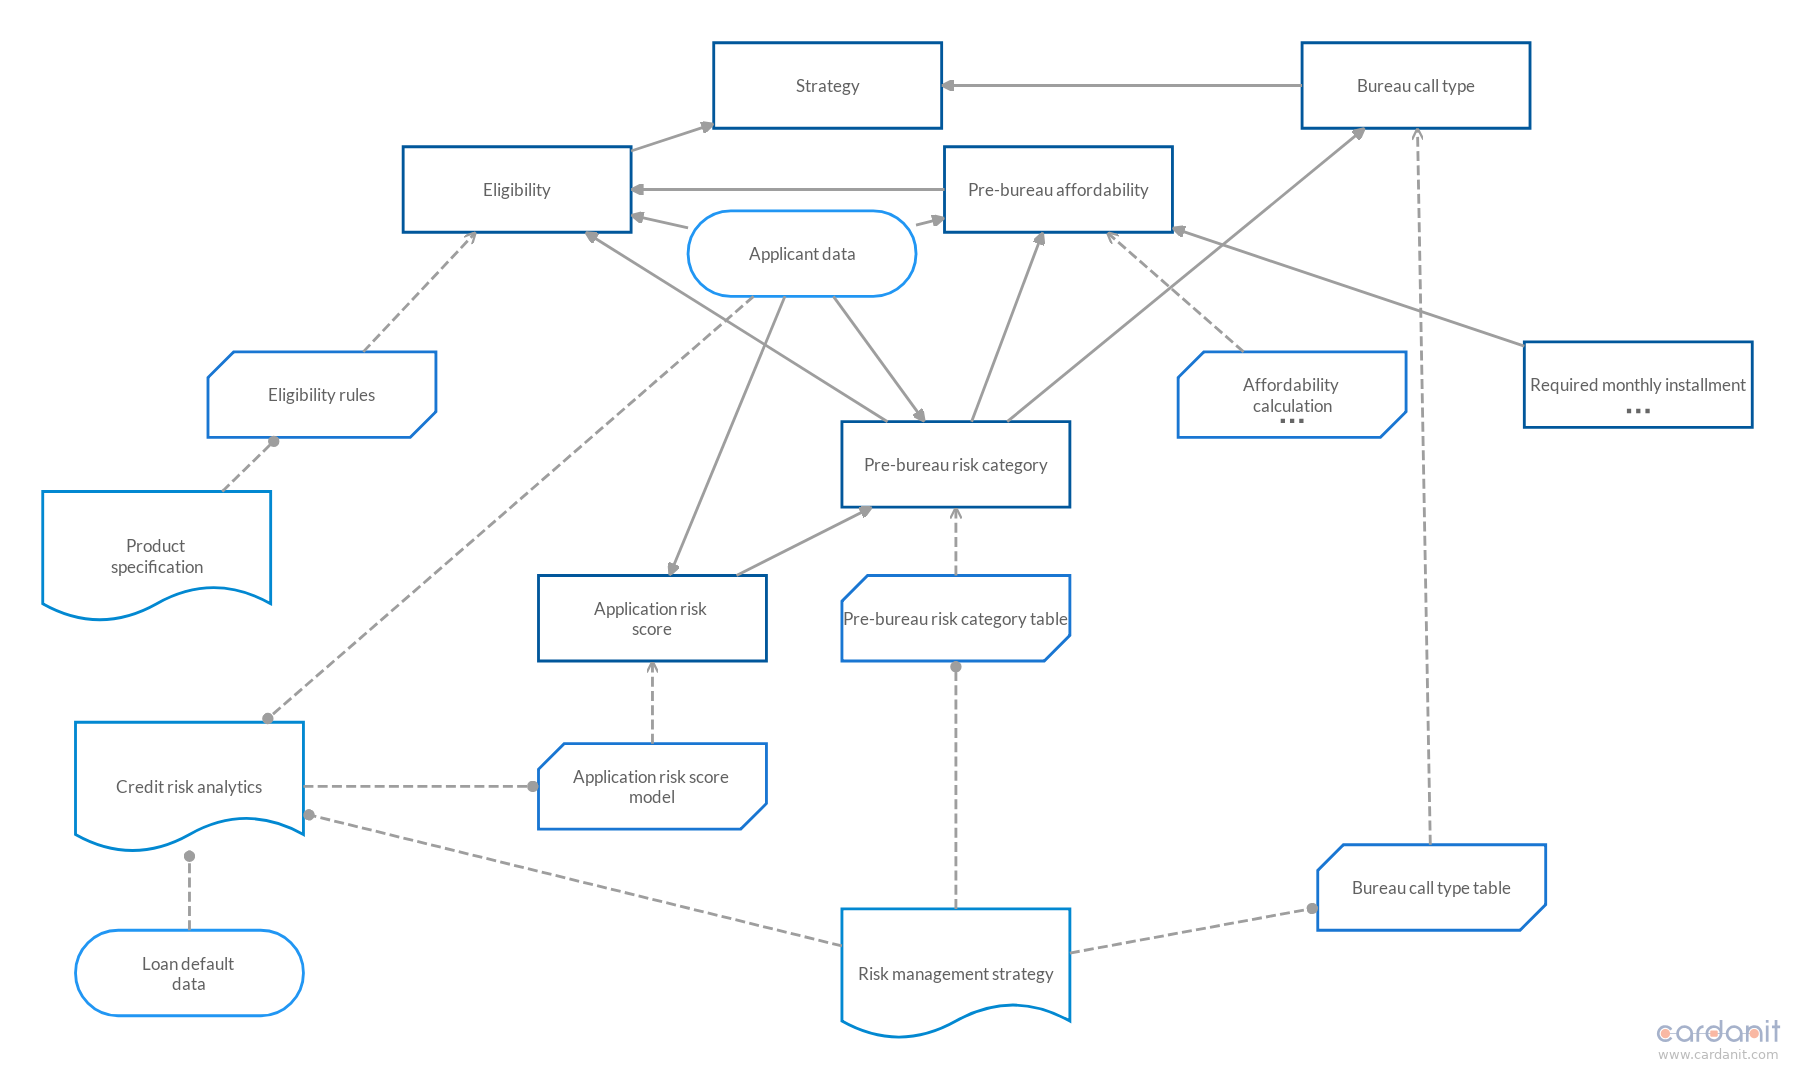 Strategy
Bureau call type
Eligibility
Pre-bureau affordability
Applicant data
Eligibility rules
Affordability
calculation
...
Required monthly installment
...
Pre-bureau risk category
Product
specification
Application risk
score
Pre-bureau risk category table
Credit risk analytics
Application risk score
model
Bureau call type table
Loan default
data
Risk management strategy
cardanit
www.cardanit.com